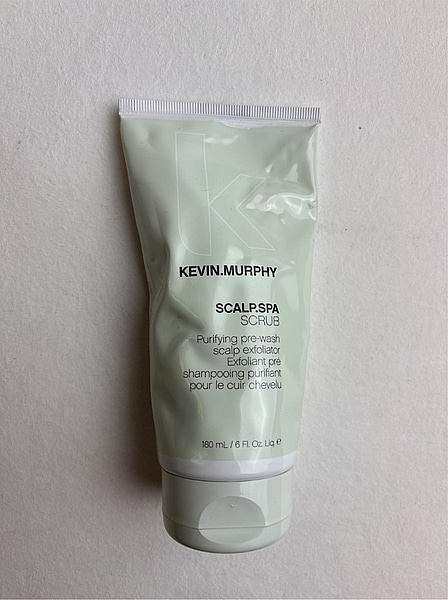 KEVIN.MURPHY
SCALP.SPA
SCRUB
Purifying pre-wash
scalp exfoliator
Exfoliant pré
shampooing purifiant
pour le cuir chevelu
180 mL / 6 Fl. Oz. Liq. ℮